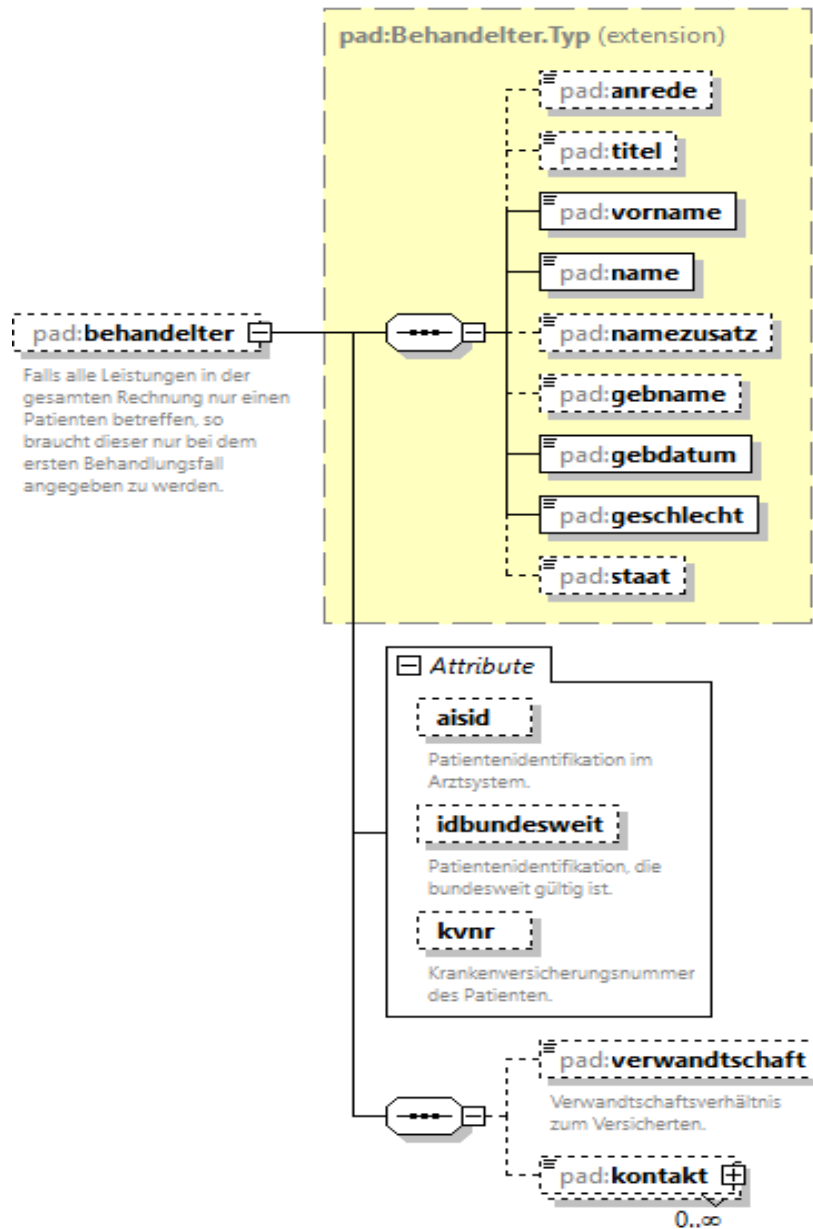 pad:Behandelter.Typ (extension)
pad:anrede
pad:titel
pad:vorname
pad:name
pad:behandelter
pad:namezusatz
Falls alle Leistungen in der
gesamten Rechnung nur einen
Patienten betreffen, so
braucht dieser nur bei dem
ersten Behandlungsfall
angegeben zu werden.
pad:gebname
pad:gebdatum
pad:geschlecht
pad:staat
Attribute
aisid
Patientenidentifikation im
Arztsystem.
idbundesweit
Patientenidentifikation, die
bundesweit gültig ist.
kvnr
Krankenversicherungsnummer
des Patienten.
pad:verwandtschaft
Verwandtschaftsverhältnis
zum Versicherten.
pad:kontakt
0..∞